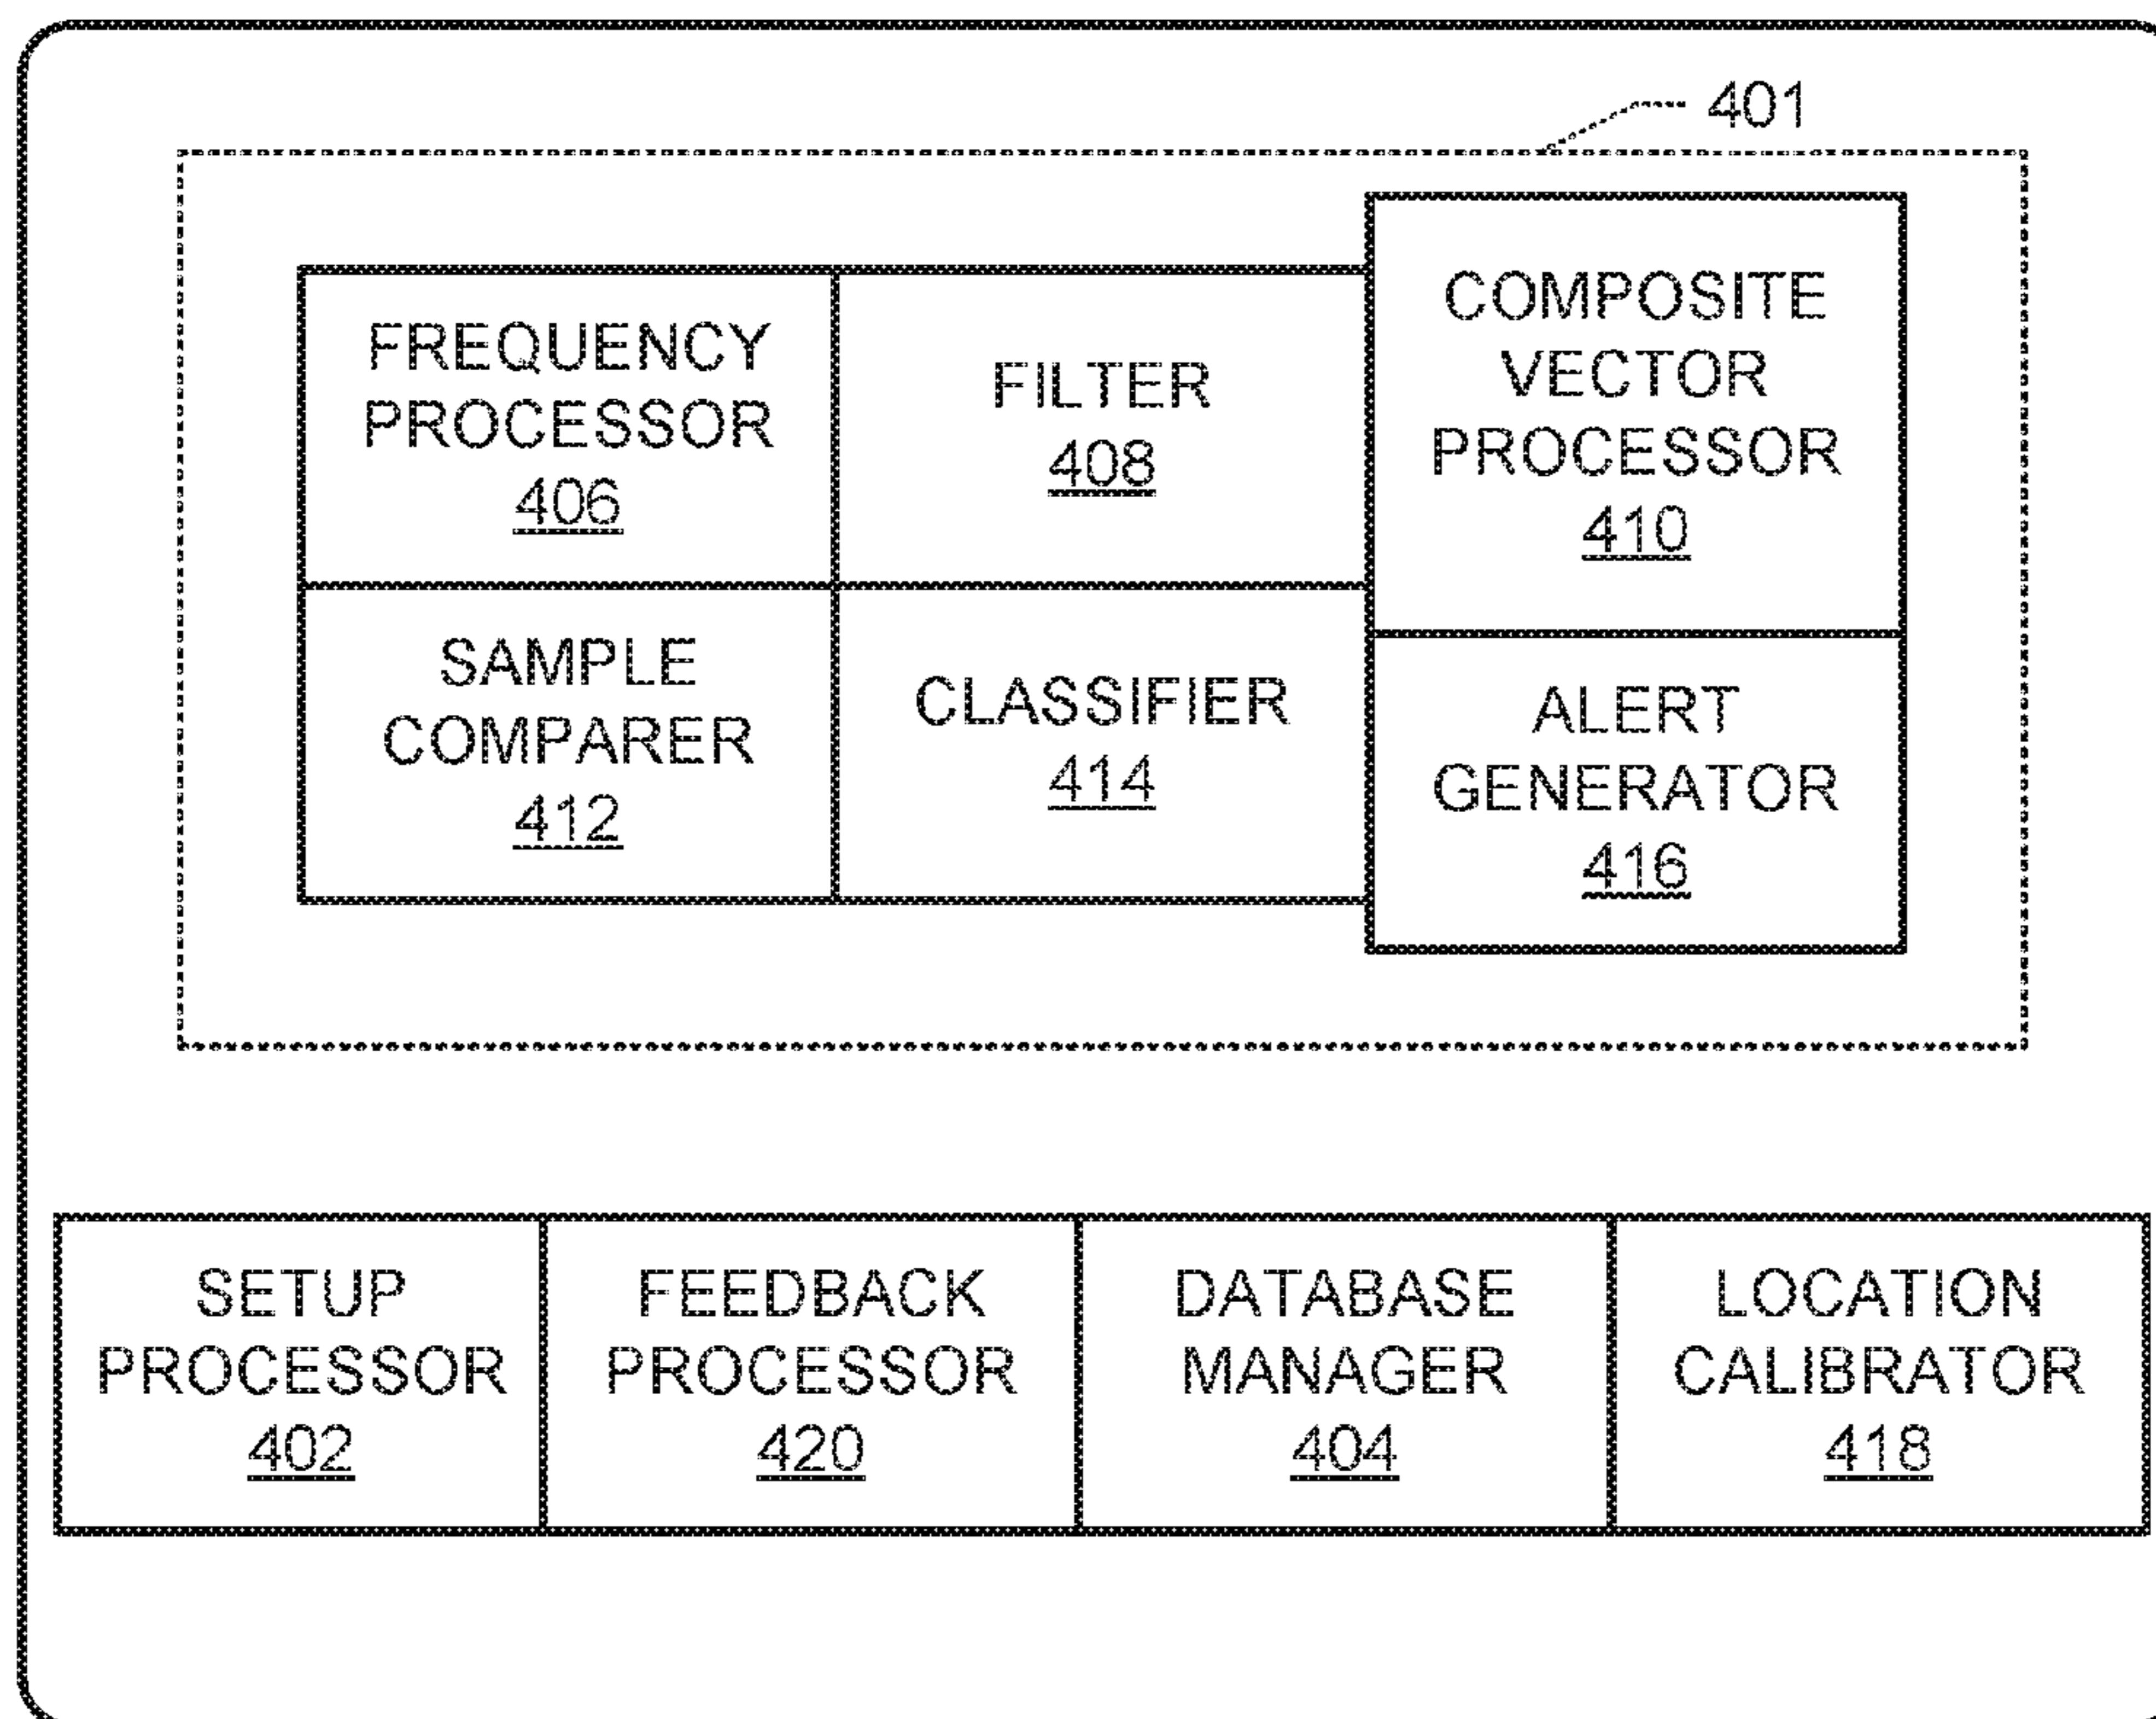 401
FREQUENCY
PROCESSOR
406
FILTER
408
COMPOSITE
VECTOR
PROCESSOR
410
SAMPLE
COMPARER
412
CLASSIFIER
414
ALERT
GENERATOR
416
SETUP
PROCESSOR
402
FEEDBACK
PROCESSOR
420
DATABASE
MANAGER
404
LOCATION
CALIBRATOR
418